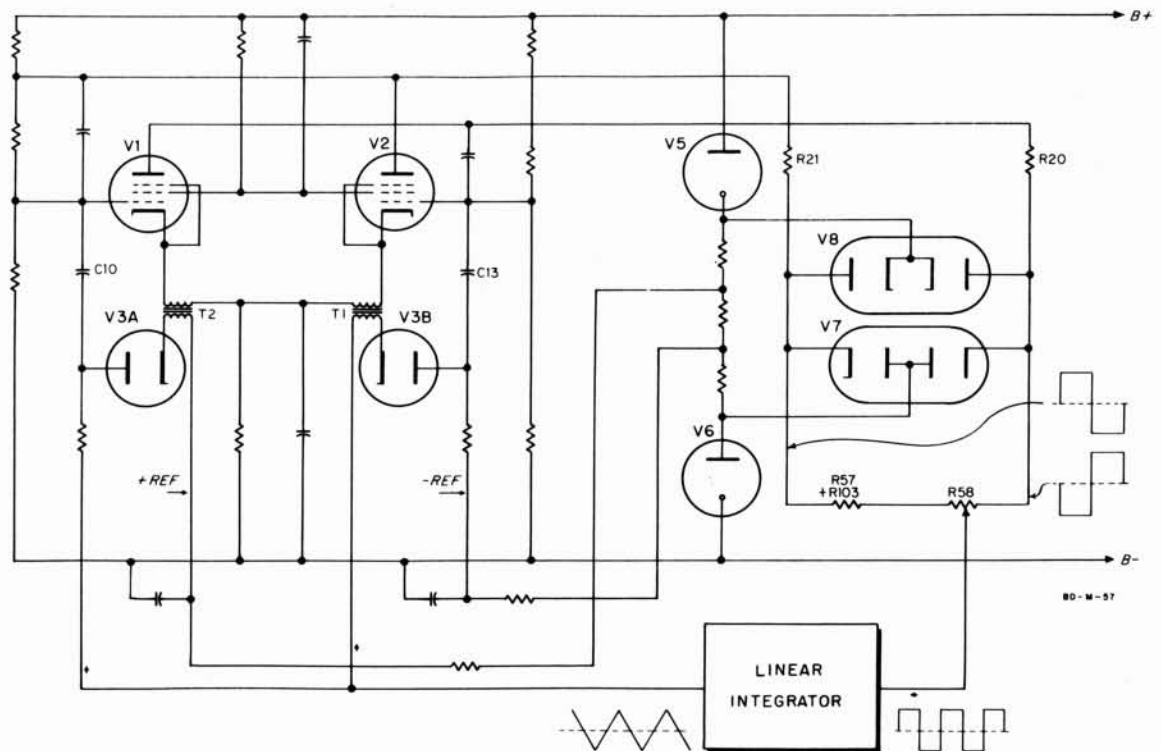 B+
V1
V2
V5
R21
R20
V8
C10
C13
V7
V3A
T2
T1
V3B
V6
+REF
-REF
R57
+R103
R58
B-
BD-M-57
LINEAR
INTEGRATOR